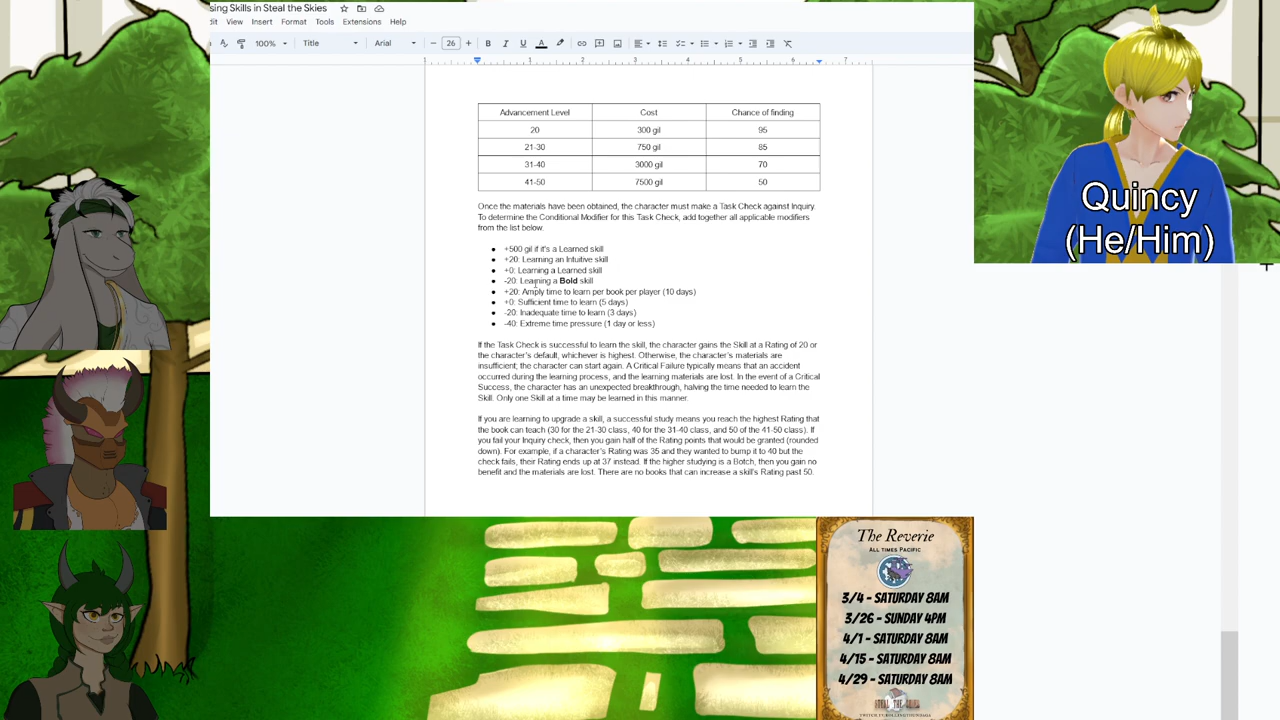 sing Skills in Steal the Skies
dit View Insert Format Tools Extensions Help
100% Title Arial 26 B I U A
1 1 2 3 4 5 6 7
Advancement Level Cost Chance of finding
20 300 gil 95
21-30 750 gil 85
31-40 3000 gil 70
41-50 7500 gil 50
Once the materials have been obtained, the character must make a Task Check against Inquiry.
To determine the Conditional Modifier for this Task Check, add together all applicable modifiers
from the list below.
+500 gil if it's a Learned skill
+20: Learning an Intuitive skill
+0: Learning a Learned skill
-20: Learning a Bold skill
+20: Amply time to learn per book per player (10 days)
+0: Sufficient time to learn (5 days)
-20: Inadequate time to learn (3 days)
-40: Extreme time pressure (1 day or less)
If the Task Check is successful to learn the skill, the character gains the Skill at a Rating of 20 or
the character's default, whichever is highest. Otherwise, the character's materials are
insufficient; the character can start again. A Critical Failure typically means that an accident
occurred during the learning process, and the learning materials are lost. In the event of a Critical
Success, the character has an unexpected breakthrough, halving the time needed to learn the
Skill. Only one Skill at a time may be learned in this manner.
If you are learning to upgrade a skill, a successful study means you reach the highest Rating that
the book can teach (30 for the 21-30 class, 40 for the 31-40 class, and 50 of the 41-50 class). If
you fail your Inquiry check, then you gain half of the Rating points that would be granted (rounded
down). For example, if a character's Rating was 35 and they wanted to bump it to 40 but the
check fails, their Rating ends up at 37 instead. If the higher studying is a Botch, then you gain no
benefit and the materials are lost. There are no books that can increase a skill's Rating past 50.
Quincy
(He/Him)
The Reverie
ALL TIMES PACIFIC
3/4 - SATURDAY 8AM
3/26 - SUNDAY 4PM
4/1 - SATURDAY 8AM
4/15 - SATURDAY 8AM
4/29 - SATURDAY 8AM
STEAL THE SKIES